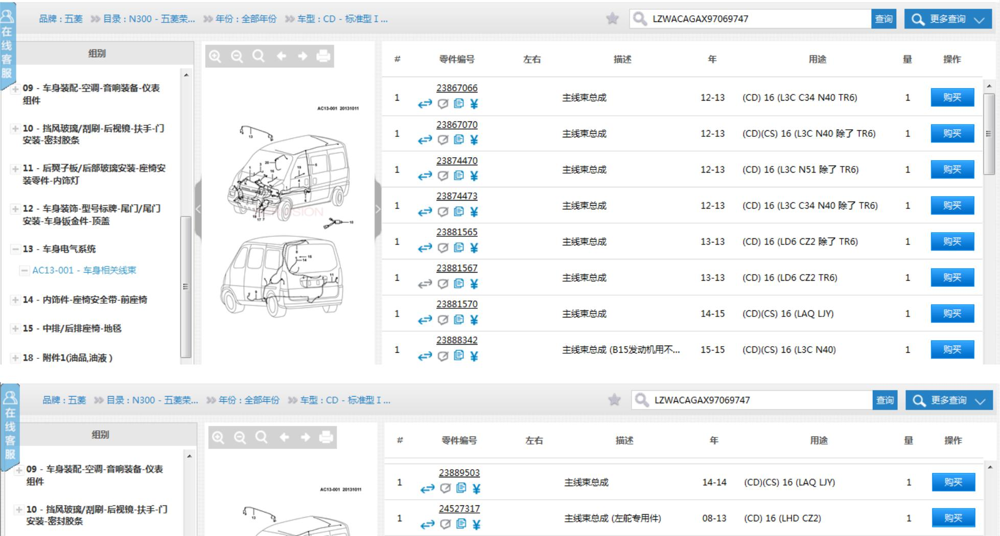 品牌：五菱 目录：N300 - 五菱荣... 年份：全部年份 车型：CD - 标准型 I ...
LZWACAGAX97069747 查询 更多查询
在线客服
组别
09 - 车身装配-空调-音响装备-仪表
组件
10 - 挡风玻璃/刮刷-后视镜-扶手-门
安装-密封胶条
11 - 后翼子板/后部玻璃安装-座椅安
装零件-内饰灯
12 - 车身装饰-型号标牌-尾门/尾门
安装-车身钣金件-顶盖
13 - 车身电气系统
AC13-001 - 车身相关线束
14 - 内饰件-座椅安全带-前座椅
15 - 中排/后排座椅-地毯
18 - 附件1(油品,油液)
AC13-001 20131011
# 零件编号 左右 描述 年 用途 量 操作
1 23867066 主线束总成 12-13 (CD) 16 (L3C C34 N40 TR6) 1 购买
1 23867070 主线束总成 12-13 (CD)(CS) 16 (L3C N40 除了 TR6) 1 购买
1 23874470 主线束总成 12-13 (CD) 16 (L3C N51 除了 TR6) 1 购买
1 23874473 主线束总成 12-13 (CD) 16 (L3C C34 N40 除了 TR6) 1 购买
1 23881565 主线束总成 13-13 (CD) 16 (LD6 CZ2 除了 TR6) 1 购买
1 23881567 主线束总成 13-13 (CD) 16 (LD6 CZ2 TR6) 1 购买
1 23881570 主线束总成 14-15 (CD)(CS) 16 (LAQ LJY) 1 购买
1 23888342 主线束总成 (B15发动机用不... 15-15 (CD)(CS) 16 (L3C N40) 1 购买
品牌：五菱 目录：N300 - 五菱荣... 年份：全部年份 车型：CD - 标准型 I ...
LZWACAGAX97069747 查询 更多查询
在线客服
组别
09 - 车身装配-空调-音响装备-仪表
组件
10 - 挡风玻璃/刮刷-后视镜-扶手-门
安装-密封胶条
AC13-001 20131011
13
# 零件编号 左右 描述 年 用途 量 操作
1 23889503 主线束总成 14-14 (CD)(CS) 16 (LAQ LJY) 1 购买
1 24527317 主线束总成 (左舵专用件) 08-13 (CD) 16 (LHD CZ2) 1 购买